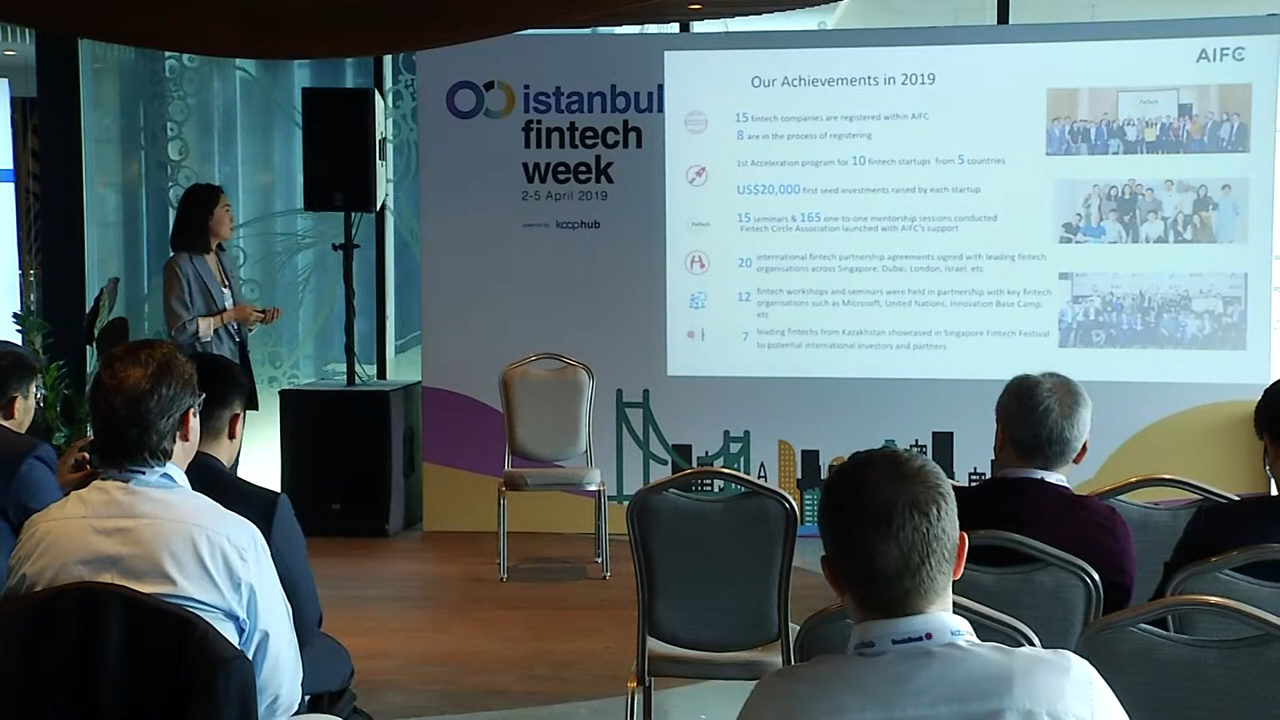 istanbul
fintech
week
2-5 April 2019
powered by koophub
AIFC
Our Achievements in 2019
15 fintech companies are registered within AIFC
8 are in the process of registering
1st Acceleration program for 10 fintech startups from 5 countries
US$20,000 first seed investments raised by each startup
15 seminars & 165 one-to-one mentorship sessions conducted
Fintech Circle Association launched with AIFC's support
20 international fintech partnership agreements signed with leading fintech
organisations across Singapore, Dubai, London, Israel, etc
12 fintech workshops and seminars were held in partnership with key fintech
organisations such as Microsoft, United Nations, Innovation Base Camp,
etc
7 leading fintechs from Kazakhstan showcased in Singapore Fintech Festival
to potential international investors and partners